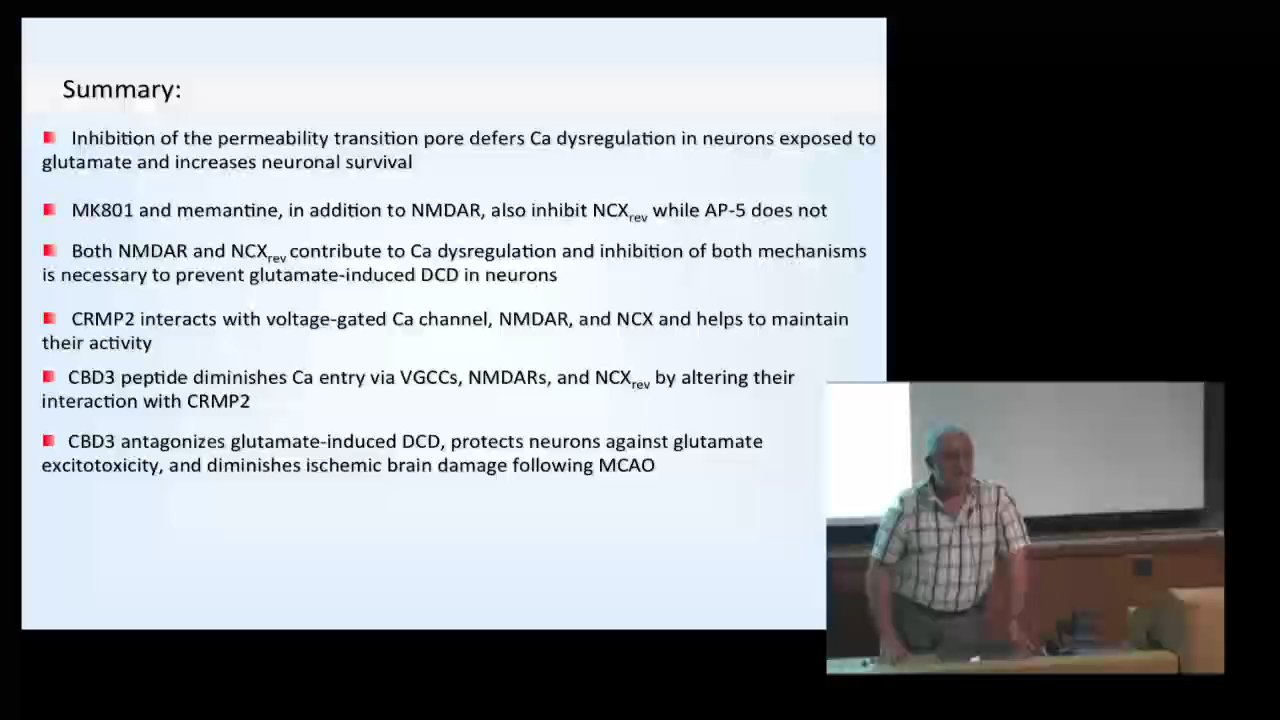 Summary:
Inhibition of the permeability transition pore defers Ca dysregulation in neurons exposed to
glutamate and increases neuronal survival
MK801 and memantine, in addition to NMDAR, also inhibit NCXrev while AP-5 does not
Both NMDAR and NCXrev contribute to Ca dysregulation and inhibition of both mechanisms
is necessary to prevent glutamate-induced DCD in neurons
CRMP2 interacts with voltage-gated Ca channel, NMDAR, and NCX and helps to maintain
their activity
CBD3 peptide diminishes Ca entry via VGCCs, NMDARs, and NCXrev by altering their
interaction with CRMP2
CBD3 antagonizes glutamate-induced DCD, protects neurons against glutamate
excitotoxicity, and diminishes ischemic brain damage following MCAO